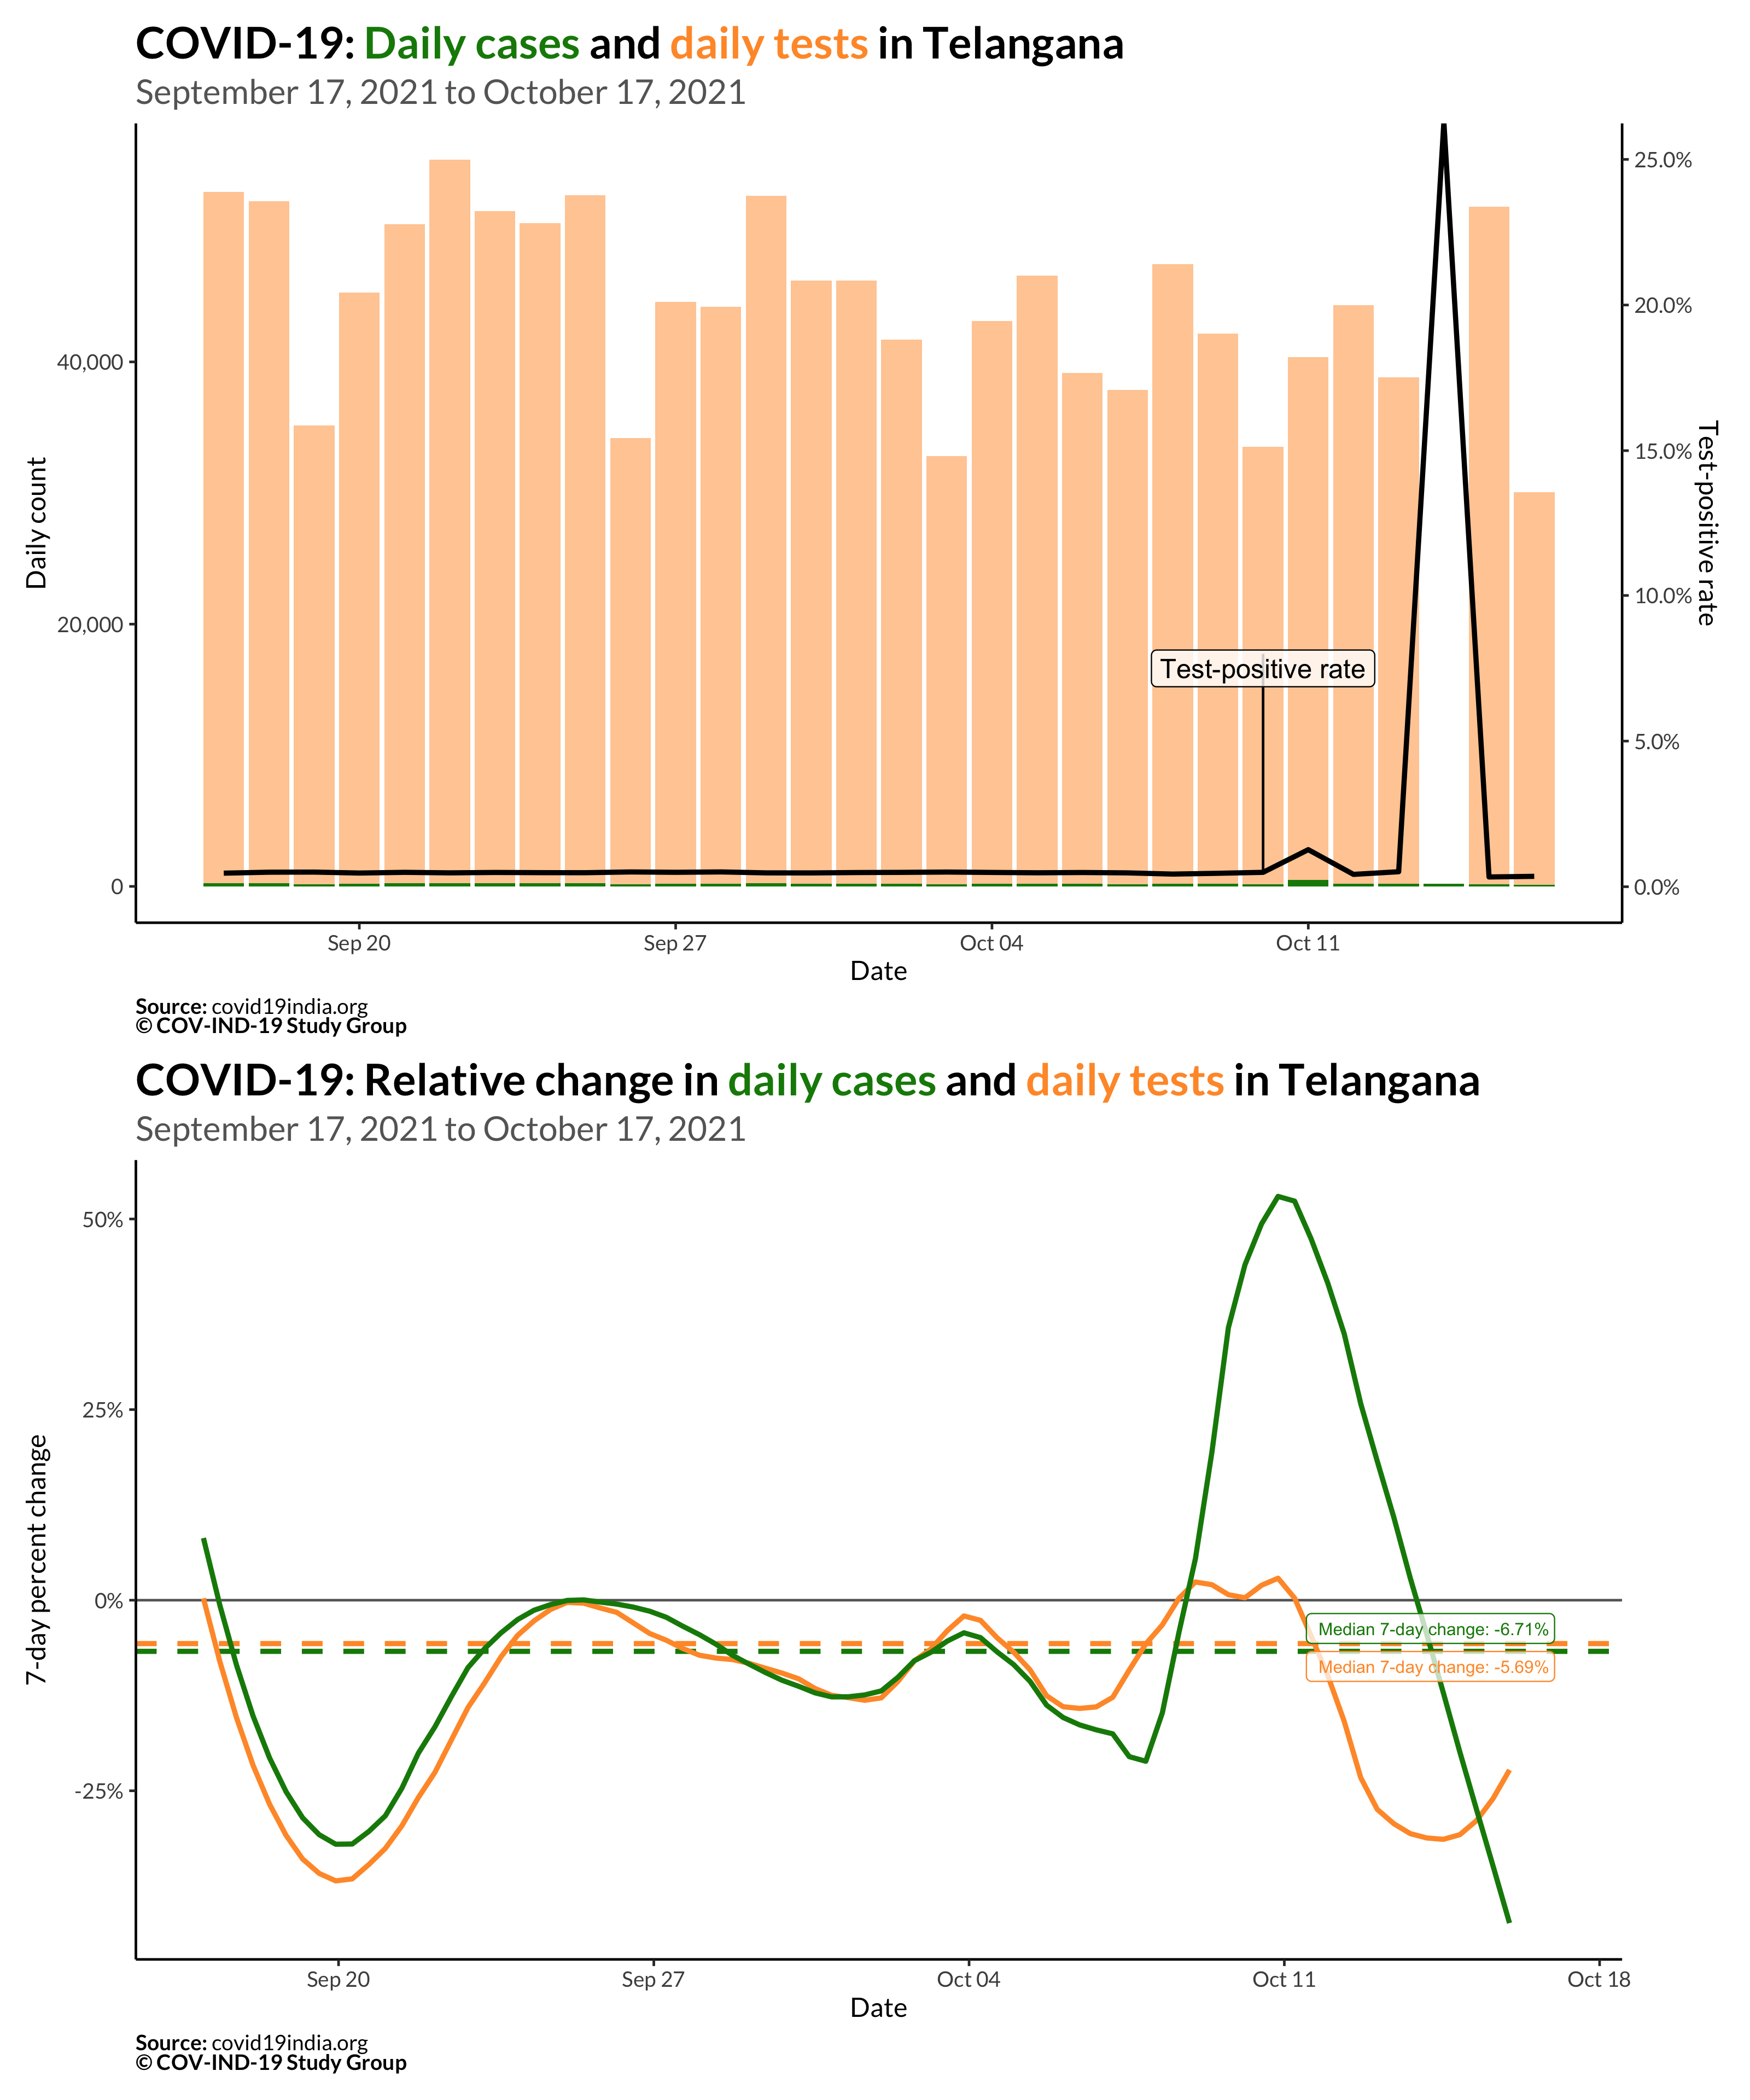 COVID-19: Daily cases and daily tests in Telangana
September 17, 2021 to October 17, 2021
Daily count
40,000
20,000
0
25.0%
20.0%
15.0%
10.0%
5.0%
0.0%
Test-positive rate
Test-positive rate
Sep 20
Sep 27
Oct 04
Oct 11
Date
Source: covid19india.org
© COV-IND-19 Study Group
COVID-19: Relative change in daily cases and daily tests in Telangana
September 17, 2021 to October 17, 2021
7-day percent change
50%
25%
0%
-25%
Median 7-day change: -6.71%
Median 7-day change: -5.69%
Sep 20
Sep 27
Oct 04
Oct 11
Oct 18
Date
Source: covid19india.org
© COV-IND-19 Study Group